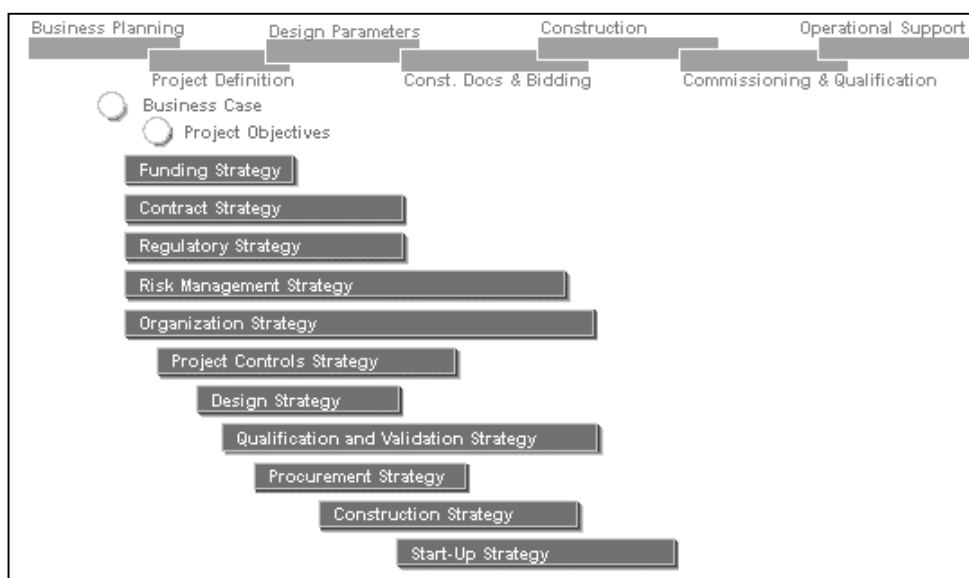 Business Planning
Design Parameters
Construction
Operational Support
Project Definition
Const. Docs & Bidding
Commissioning & Qualification
Business Case
Project Objectives
Funding Strategy
Contract Strategy
Regulatory Strategy
Risk Management Strategy
Organization Strategy
Project Controls Strategy
Design Strategy
Qualification and Validation Strategy
Procurement Strategy
Construction Strategy
Start-Up Strategy